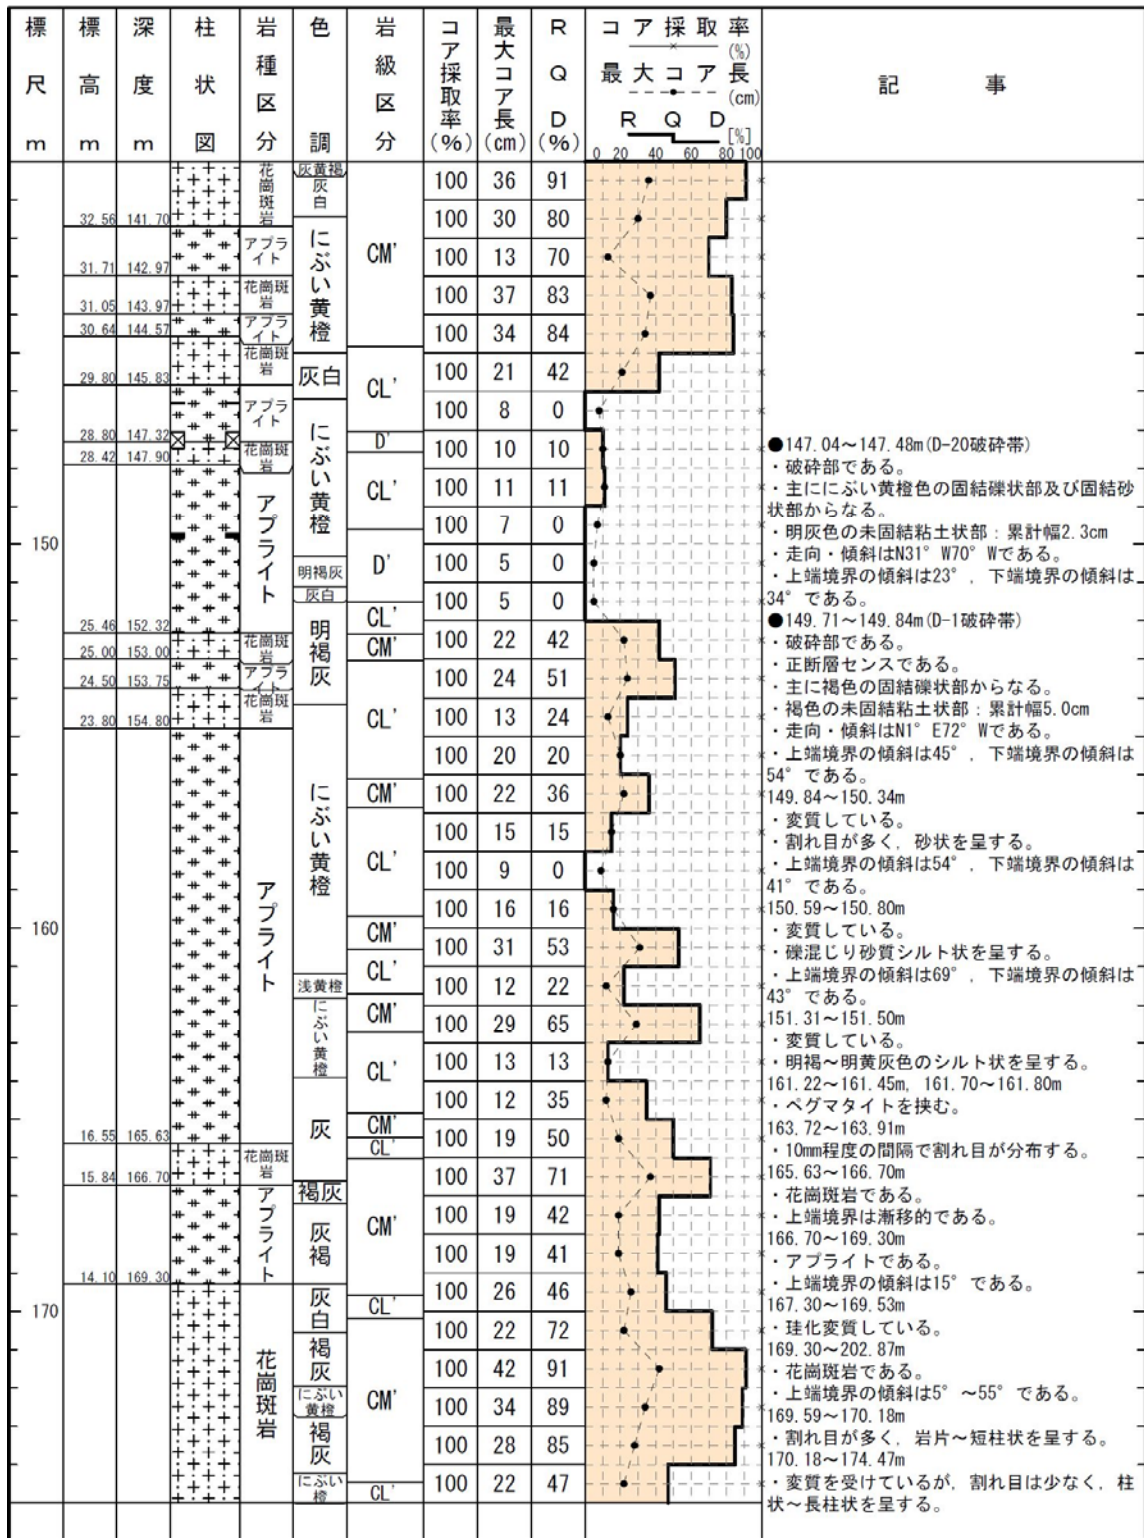 標尺m
標高m
深度m
柱状図
岩種区分
色調
岩級区分
コア採取率(%)
最大コア長(cm)
RQD(%)
コア採取率(%)
最大コア長(cm)
RQD[%]
0 20 40 60 80 100
記事
32.56 141.70
31.71 142.97
31.05 143.97
30.64 144.57
29.80 145.83
28.80 147.32
28.42 147.90
25.46 152.32
25.00 153.00
24.50 153.75
23.80 154.80
16.55 165.63
15.84 166.70
14.10 169.30
150
160
170
花崗斑岩
アプライト
花崗斑岩
アプライト
花崗斑岩
アプライト
花崗斑岩
アプライト
花崗斑岩
アプライト
花崗斑岩
アプライト
花崗斑岩
アプライト
花崗斑岩
灰黄褐
灰白
にぶい黄橙
灰白
にぶい黄橙
明褐灰
灰白
明褐灰
にぶい黄橙
浅黄橙
にぶい黄橙
灰
褐灰
灰褐
灰白
褐灰
にぶい黄橙
褐灰
にぶい橙
CM'
CL'
D'
CL'
D'
CL'
CM'
CL'
CM'
CL'
CM'
CL'
CM'
CL'
CM'
CL'
CM'
CL'
CM'
CL'
100 36 91
100 30 80
100 13 70
100 37 83
100 34 84
100 21 42
100 8 0
100 10 10
100 11 11
100 7 0
100 5 0
100 5 0
100 22 42
100 24 51
100 13 24
100 20 20
100 22 36
100 15 15
100 9 0
100 16 16
100 31 53
100 12 22
100 29 65
100 13 13
100 12 35
100 19 50
100 37 71
100 19 42
100 19 41
100 26 46
100 22 72
100 42 91
100 34 89
100 28 85
100 22 47
●147.04～147.48m(D-20破砕帯)
・破砕部である。
・主ににぶい黄橙色の固結礫状部及び固結砂
状部からなる。
・明灰色の未固結粘土状部：累計幅2.3cm
・走向・傾斜はN31°W70°Wである。
・上端境界の傾斜は23°，下端境界の傾斜は
34°である。
●149.71～149.84m(D-1破砕帯)
・破砕部である。
・正断層センスである。
・主に褐色の固結礫状部からなる。
・褐色の未固結粘土状部：累計幅5.0cm
・走向・傾斜はN1°E72°Wである。
・上端境界の傾斜は45°，下端境界の傾斜は
54°である。
149.84～150.34m
・変質している。
・割れ目が多く，砂状を呈する。
・上端境界の傾斜は54°，下端境界の傾斜は
41°である。
150.59～150.80m
・変質している。
・礫混じり砂質シルト状を呈する。
・上端境界の傾斜は69°，下端境界の傾斜は
43°である。
151.31～151.50m
・変質している。
・明褐～明黄灰色のシルト状を呈する。
161.22～161.45m, 161.70～161.80m
・ペグマタイトを挟む。
163.72～163.91m
・10mm程度の間隔で割れ目が分布する。
165.63～166.70m
・花崗斑岩である。
・上端境界は漸移的である。
166.70～169.30m
・アプライトである。
・上端境界の傾斜は15°である。
167.30～169.53m
・珪化変質している。
169.30～202.87m
・花崗斑岩である。
・上端境界の傾斜は5°～55°である。
169.59～170.18m
・割れ目が多く，岩片～短柱状を呈する。
170.18～174.47m
・変質を受けているが，割れ目は少なく，柱
状～長柱状を呈する。